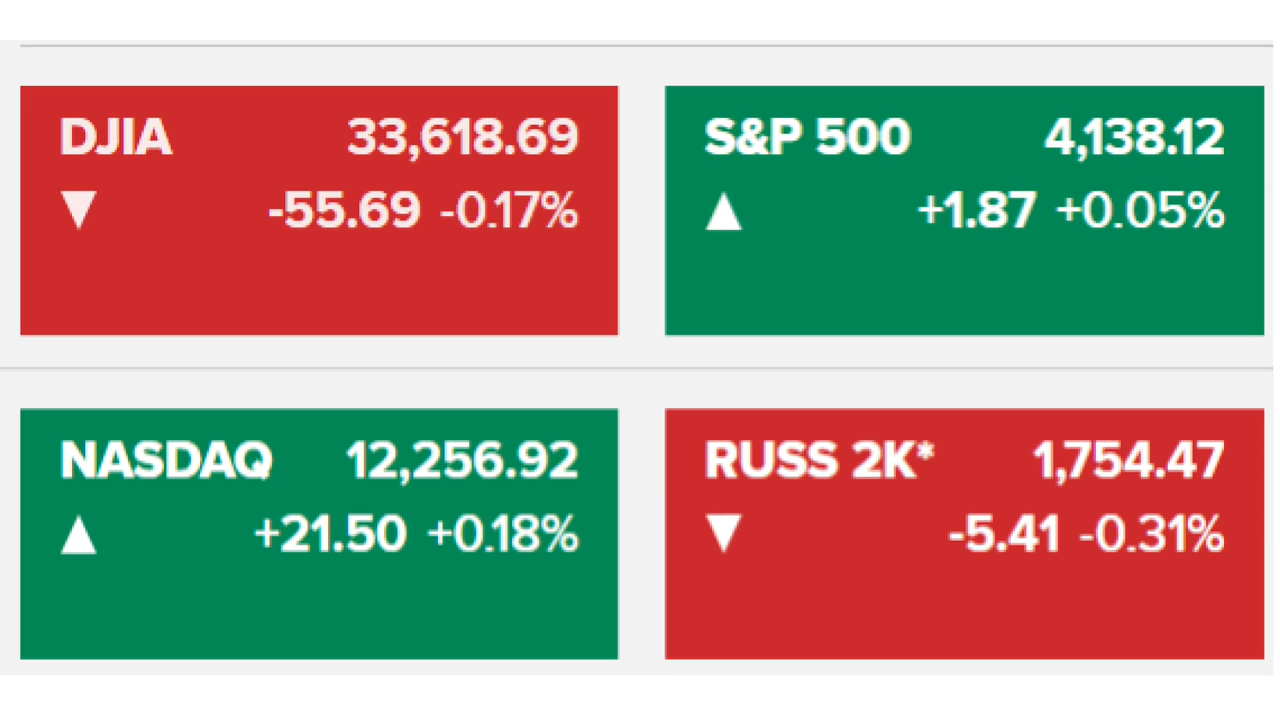 DJIA 33,618.69
▼ -55.69 -0.17%
S&P 500 4,138.12
▲ +1.87 +0.05%
NASDAQ 12,256.92
▲ +21.50 +0.18%
RUSS 2K* 1,754.47
▼ -5.41 -0.31%